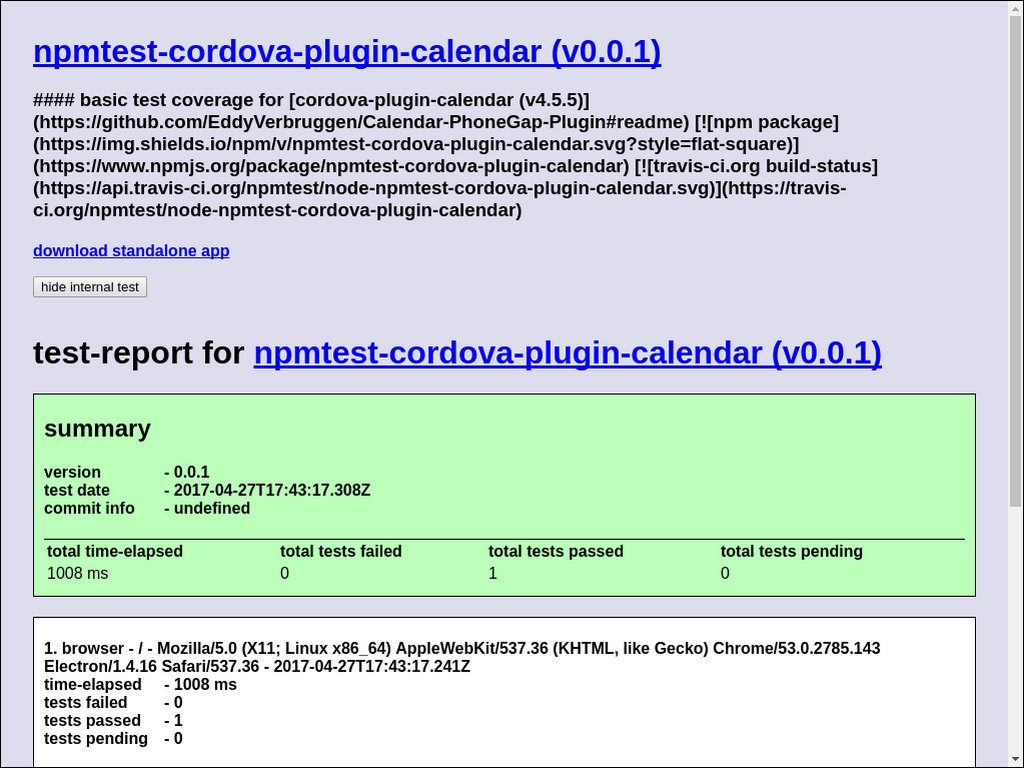 npmtest-cordova-plugin-calendar (v0.0.1)
#### basic test coverage for [cordova-plugin-calendar (v4.5.5)]
(https://github.com/EddyVerbruggen/Calendar-PhoneGap-Plugin#readme) [![npm package]
(https://img.shields.io/npm/v/npmtest-cordova-plugin-calendar.svg?style=flat-square)]
(https://www.npmjs.org/package/npmtest-cordova-plugin-calendar) [![travis-ci.org build-status]
(https://api.travis-ci.org/npmtest/node-npmtest-cordova-plugin-calendar.svg)](https://travis-
ci.org/npmtest/node-npmtest-cordova-plugin-calendar)
download standalone app
hide internal test
test-report for npmtest-cordova-plugin-calendar (v0.0.1)
summary
version - 0.0.1
test date - 2017-04-27T17:43:17.308Z
commit info - undefined
total time-elapsed total tests failed total tests passed total tests pending
1008 ms 0 1 0
1. browser - / - Mozilla/5.0 (X11; Linux x86_64) AppleWebKit/537.36 (KHTML, like Gecko) Chrome/53.0.2785.143
Electron/1.4.16 Safari/537.36 - 2017-04-27T17:43:17.241Z
time-elapsed - 1008 ms
tests failed - 0
tests passed - 1
tests pending - 0